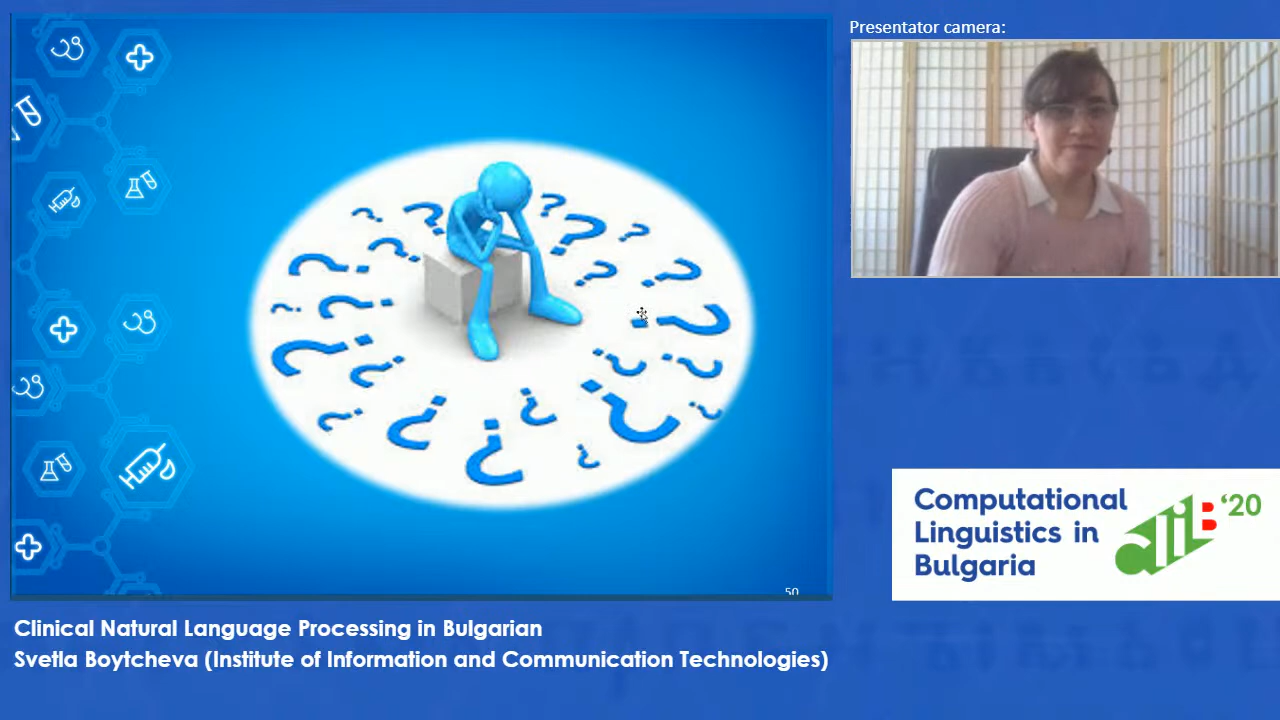 Presentator camera:
50
Computational
Linguistics in
Bulgaria
cliB '20
Clinical Natural Language Processing in Bulgarian
Svetla Boytcheva (Institute of Information and Communication Technologies)